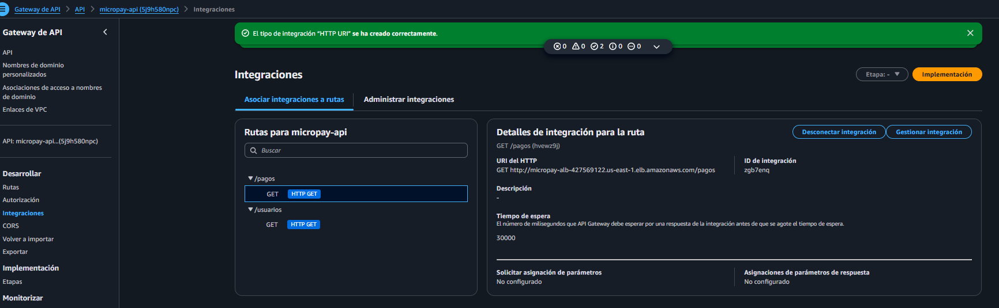 Gateway de API > API > micropay-api (5j9h580npc) > Integraciones
Gateway de API
API
Nombres de dominio
personalizados
Asociaciones de acceso a nombres
de dominio
Enlaces de VPC
API: micropay-api...(5j9h580npc)
Desarrollar
Rutas
Autorización
Integraciones
CORS
Volver a importar
Exportar
Implementación
Etapas
Monitorizar
El tipo de integración “HTTP URI” se ha creado correctamente.
0 0 2 0 0
Integraciones
Etapa: -
Implementación
Asociar integraciones a rutas
Administrar integraciones
Rutas para micropay-api
Buscar
/pagos
GET HTTP GET
/usuarios
GET HTTP GET
Detalles de integración para la ruta
Desconectar integración
Gestionar integración
GET /pagos (hvewz9j)
URI del HTTP
GET http://micropay-alb-427569122.us-east-1.elb.amazonaws.com/pagos
ID de integración
zgb7enq
Descripción
-
Tiempo de espera
El número de milisegundos que API Gateway debe esperar por una respuesta de la integración antes de que se agote el tiempo de espera.
30000
Solicitar asignación de parámetros
No configurado
Asignaciones de parámetros de respuesta
No configurado